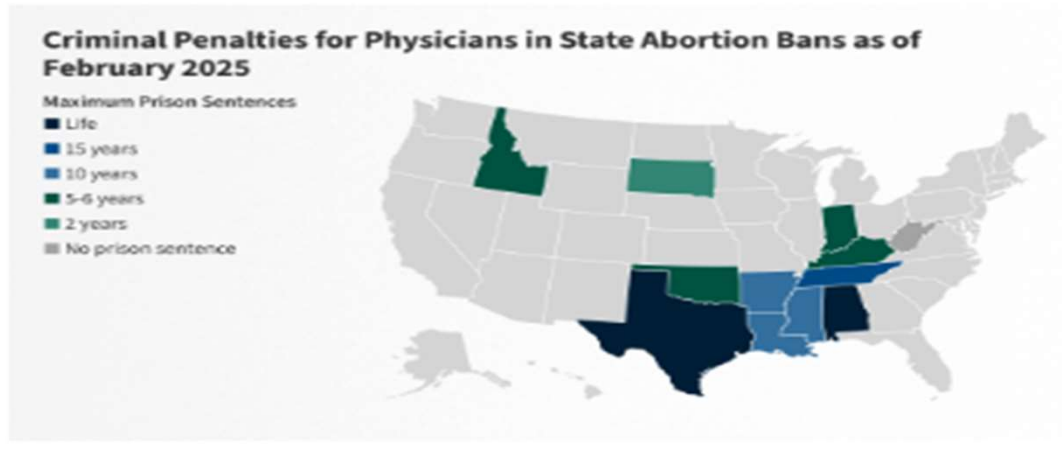 Criminal Penalties for Physicians in State Abortion Bans as of
February 2025
Maximum Prison Sentences
Life
15 years
10 years
5-6 years
2 years
No prison sentence